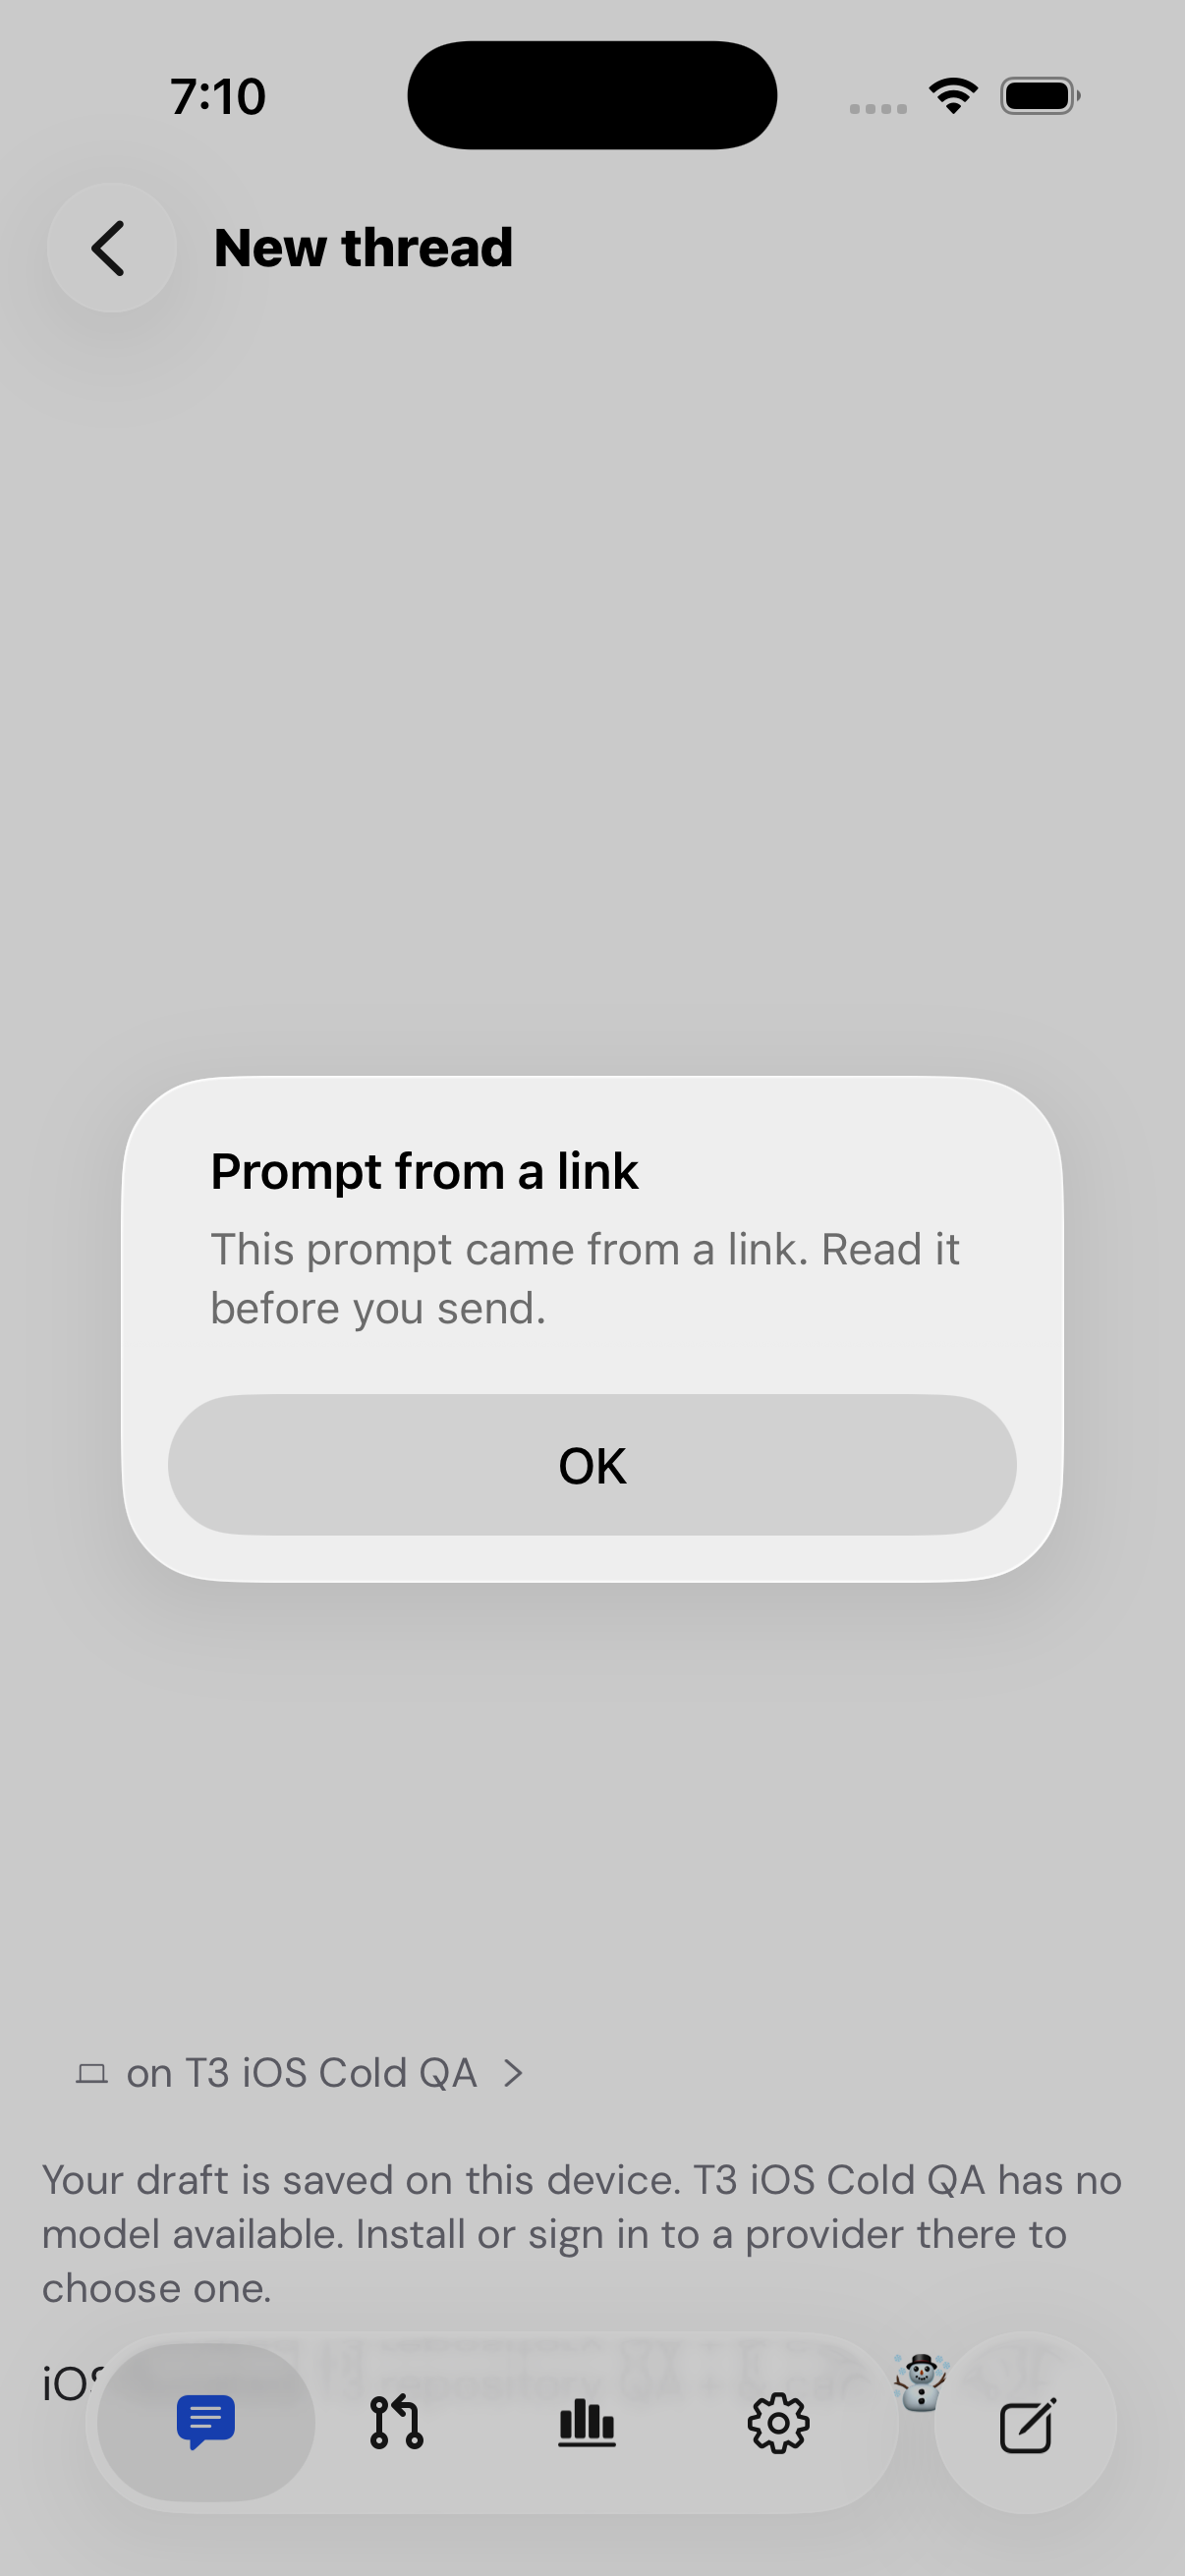 7:10
New thread
Prompt from a link
This prompt came from a link. Read it
before you send.
OK
on T3 iOS Cold QA
Your draft is saved on this device. T3 iOS Cold QA has no
model available. Install or sign in to a provider there to
choose one.
iOS